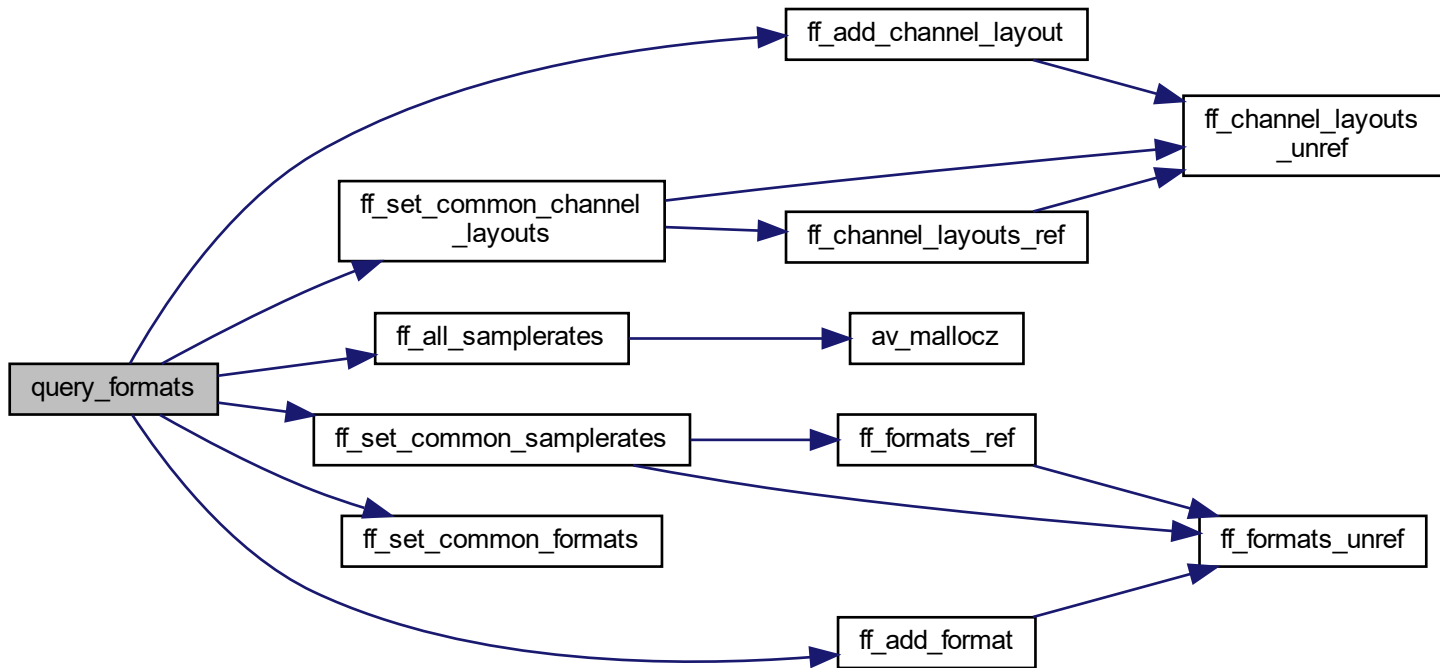 ff_add_channel_layout
ff_channel_layouts
_unref
ff_set_common_channel
_layouts
ff_channel_layouts_ref
ff_all_samplerates
av_mallocz
query_formats
ff_set_common_samplerates
ff_formats_ref
ff_set_common_formats
ff_formats_unref
ff_add_format